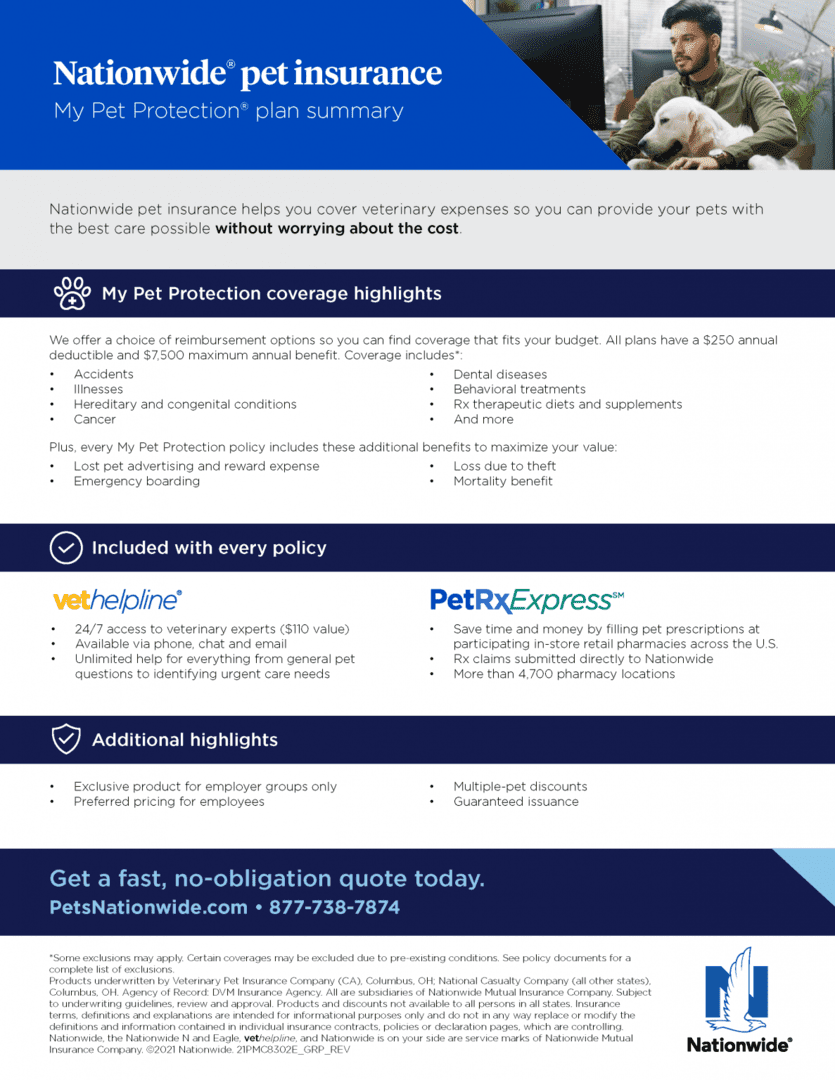 Nationwide® pet insurance
My Pet Protection® plan summary
Nationwide pet insurance helps you cover veterinary expenses so you can provide your pets with
the best care possible without worrying about the cost.
My Pet Protection coverage highlights
We offer a choice of reimbursement options so you can find coverage that fits your budget. All plans have a $250 annual
deductible and $7,500 maximum annual benefit. Coverage includes*:
• Accidents
• Illnesses
• Hereditary and congenital conditions
• Cancer
• Dental diseases
• Behavioral treatments
• Rx therapeutic diets and supplements
• And more
Plus, every My Pet Protection policy includes these additional benefits to maximize your value:
• Lost pet advertising and reward expense
• Emergency boarding
• Loss due to theft
• Mortality benefit
Included with every policy
vethelpline®
• 24/7 access to veterinary experts ($110 value)
• Available via phone, chat and email
• Unlimited help for everything from general pet
questions to identifying urgent care needs
PetRxExpress℠
• Save time and money by filling pet prescriptions at
participating in-store retail pharmacies across the U.S.
• Rx claims submitted directly to Nationwide
• More than 4,700 pharmacy locations
Additional highlights
• Exclusive product for employer groups only
• Preferred pricing for employees
• Multiple-pet discounts
• Guaranteed issuance
Get a fast, no-obligation quote today.
PetsNationwide.com • 877-738-7874
*Some exclusions may apply. Certain coverages may be excluded due to pre-existing conditions. See policy documents for a
complete list of exclusions.
Products underwritten by Veterinary Pet Insurance Company (CA), Columbus, OH; National Casualty Company (all other states),
Columbus, OH. Agency of Record: DVM Insurance Agency. All are subsidiaries of Nationwide Mutual Insurance Company. Subject
to underwriting guidelines, review and approval. Products and discounts not available to all persons in all states. Insurance
terms, definitions and explanations are intended for informational purposes only and do not in any way replace or modify the
definitions and information contained in individual insurance contracts, policies or declaration pages, which are controlling.
Nationwide, the Nationwide N and Eagle, vethelpline, and Nationwide is on your side are service marks of Nationwide Mutual
Insurance Company. ©2021 Nationwide. 21PMC8302E_GRP_REV
Nationwide®